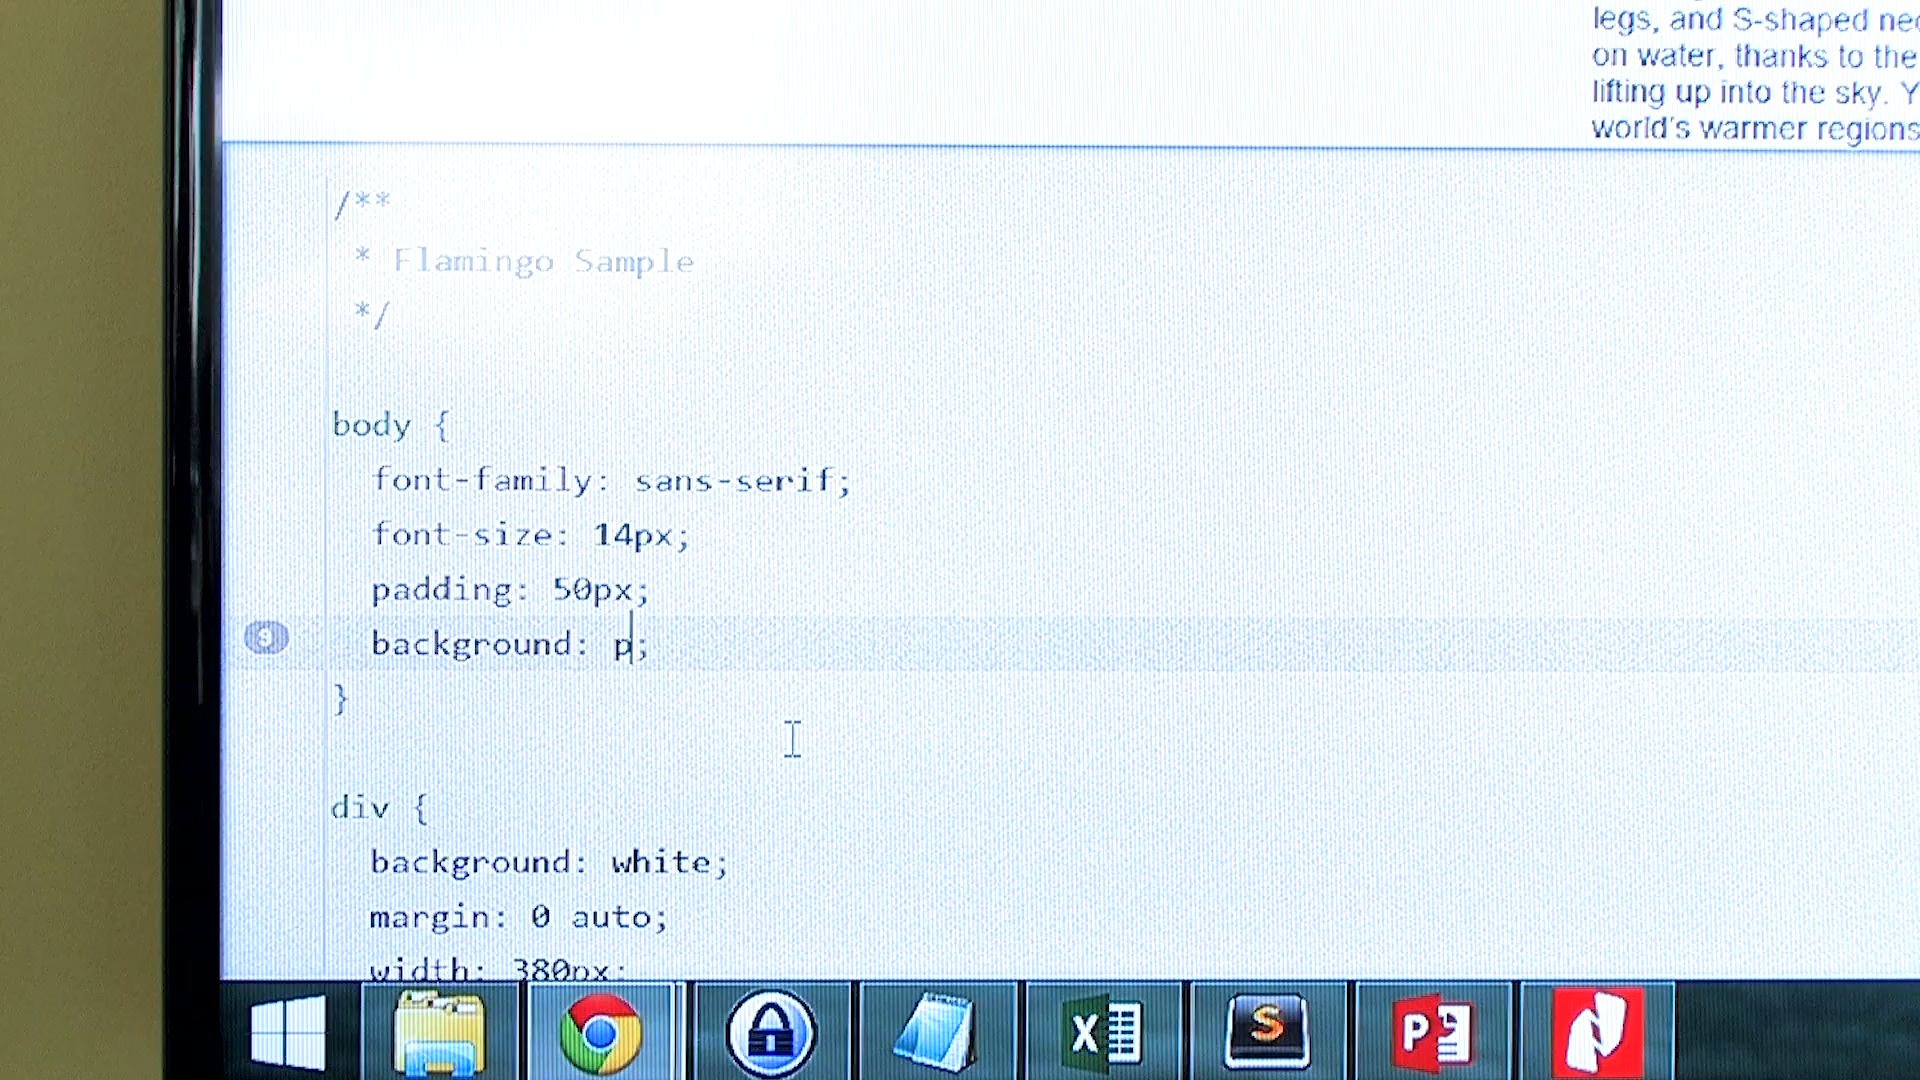 legs, and S-shaped
on water, thanks to the
lifting up into the sky.
world's warmer regions
/**
* Flamingo Sample
*/
body {
font-family: sans-serif;
font-size: 14px;
padding: 50px;
9 background: p;
}
div {
background: white;
margin: 0 auto;
width: 380px;
X
S
P